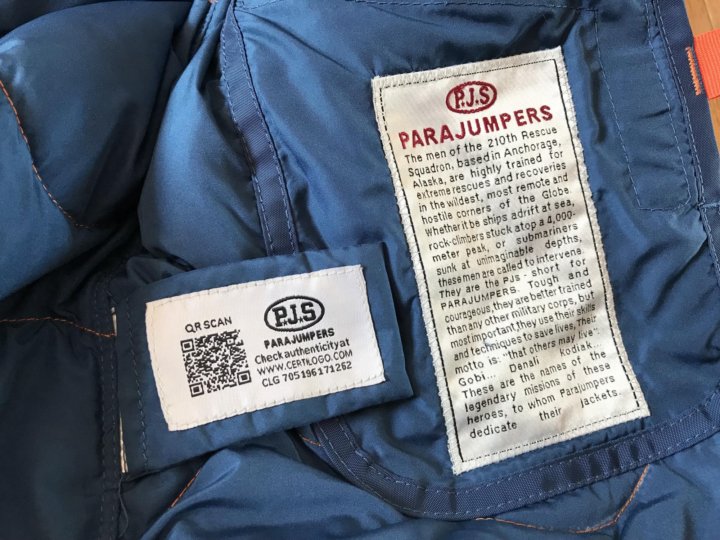 P.J.S
PARAJUMPERS
The men of the 210th Rescue
Squadron, based in Anchorage,
Alaska, are highly trained for
extreme rescues and recoveries
in the wildest, most remote and
hostile corners of the Globe.
Whether it be ships adrift at sea,
rock-climbers stuck atop a 4,000-
meter peak, or submariners
sunk at unimaginable depths,
these men are called to intervene.
They are the PJs - short for
PARAJUMPERS. Tough and
courageous, they are better trained
than any other military corps, but
most important, they use their skills
and techniques to save lives. Their
motto is: "that others may live".
Gobi... Denali kodiak...
These are the names of the
legendary missions of these
heroes, to whom Parajumpers
dedicate their jackets.
QR SCAN
P.J.S
PARAJUMPERS
Check authenticity at
WWW.CERTILOGO.COM
CLG 705196171262